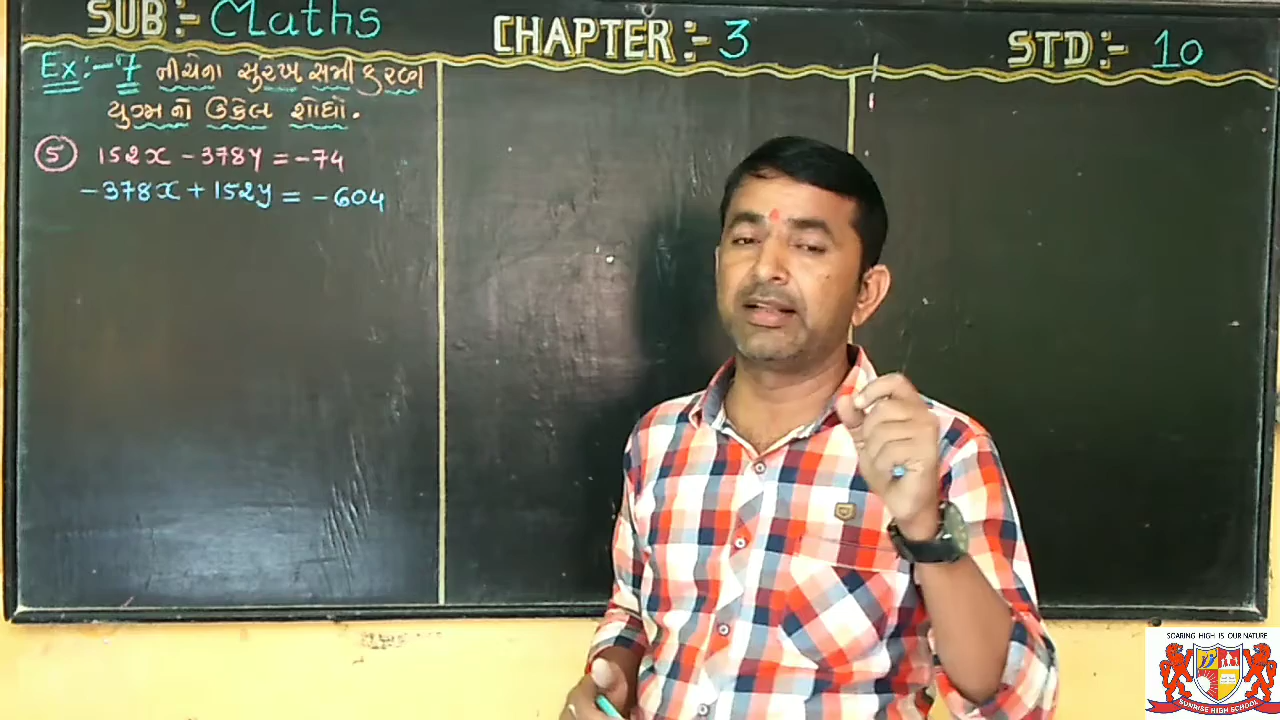 SUB:- Maths
CHAPTER:- 3
STD:- 10
Ex:-7 નીચેના સુરેખ સમીકરણ
યુગ્મનો ઉકેલ શોધો.
5 152x - 378y = -74
-378x + 152y = -604
SOARING HIGH IS OUR NATURE
SUNRISE HIGH SCHOOL